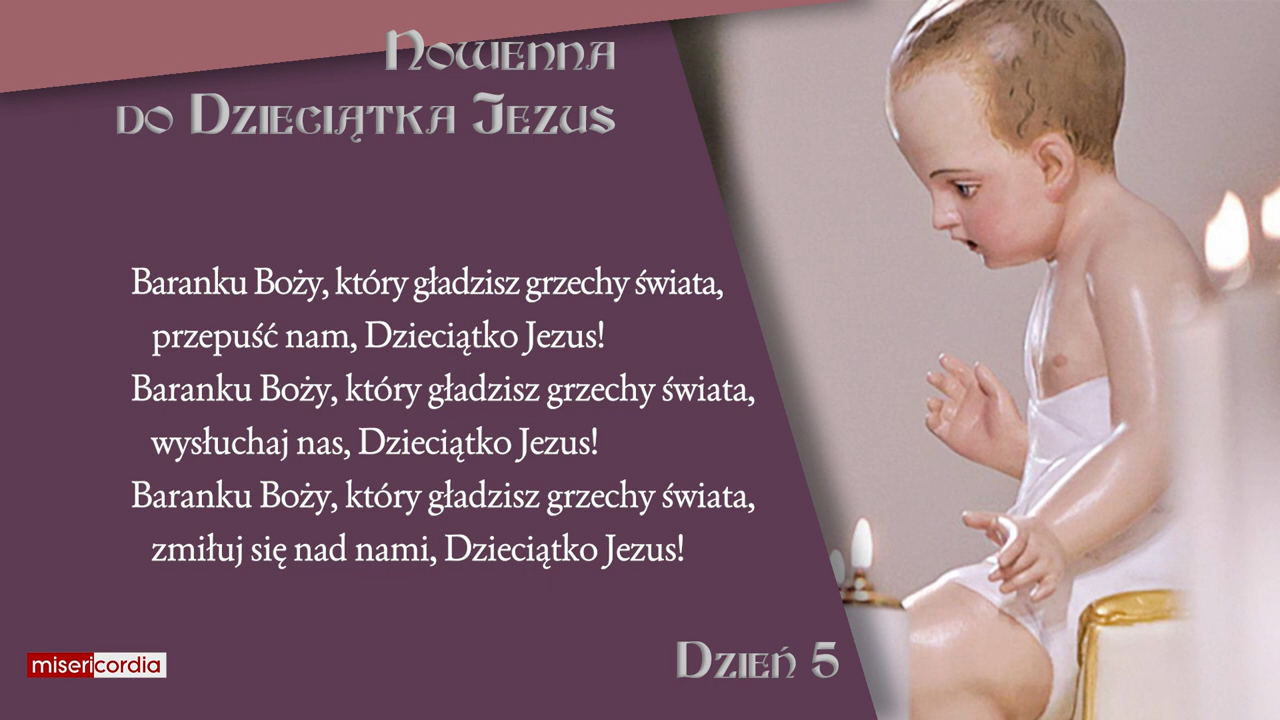 Nowenna
do Dzieciątka Jezus
Baranku Boży, który gładzisz grzechy świata,
przepuść nam, Dzieciątko Jezus!
Baranku Boży, który gładzisz grzechy świata,
wysłuchaj nas, Dzieciątko Jezus!
Baranku Boży, który gładzisz grzechy świata,
zmiłuj się nad nami, Dzieciątko Jezus!
misericordia
Dzień 5